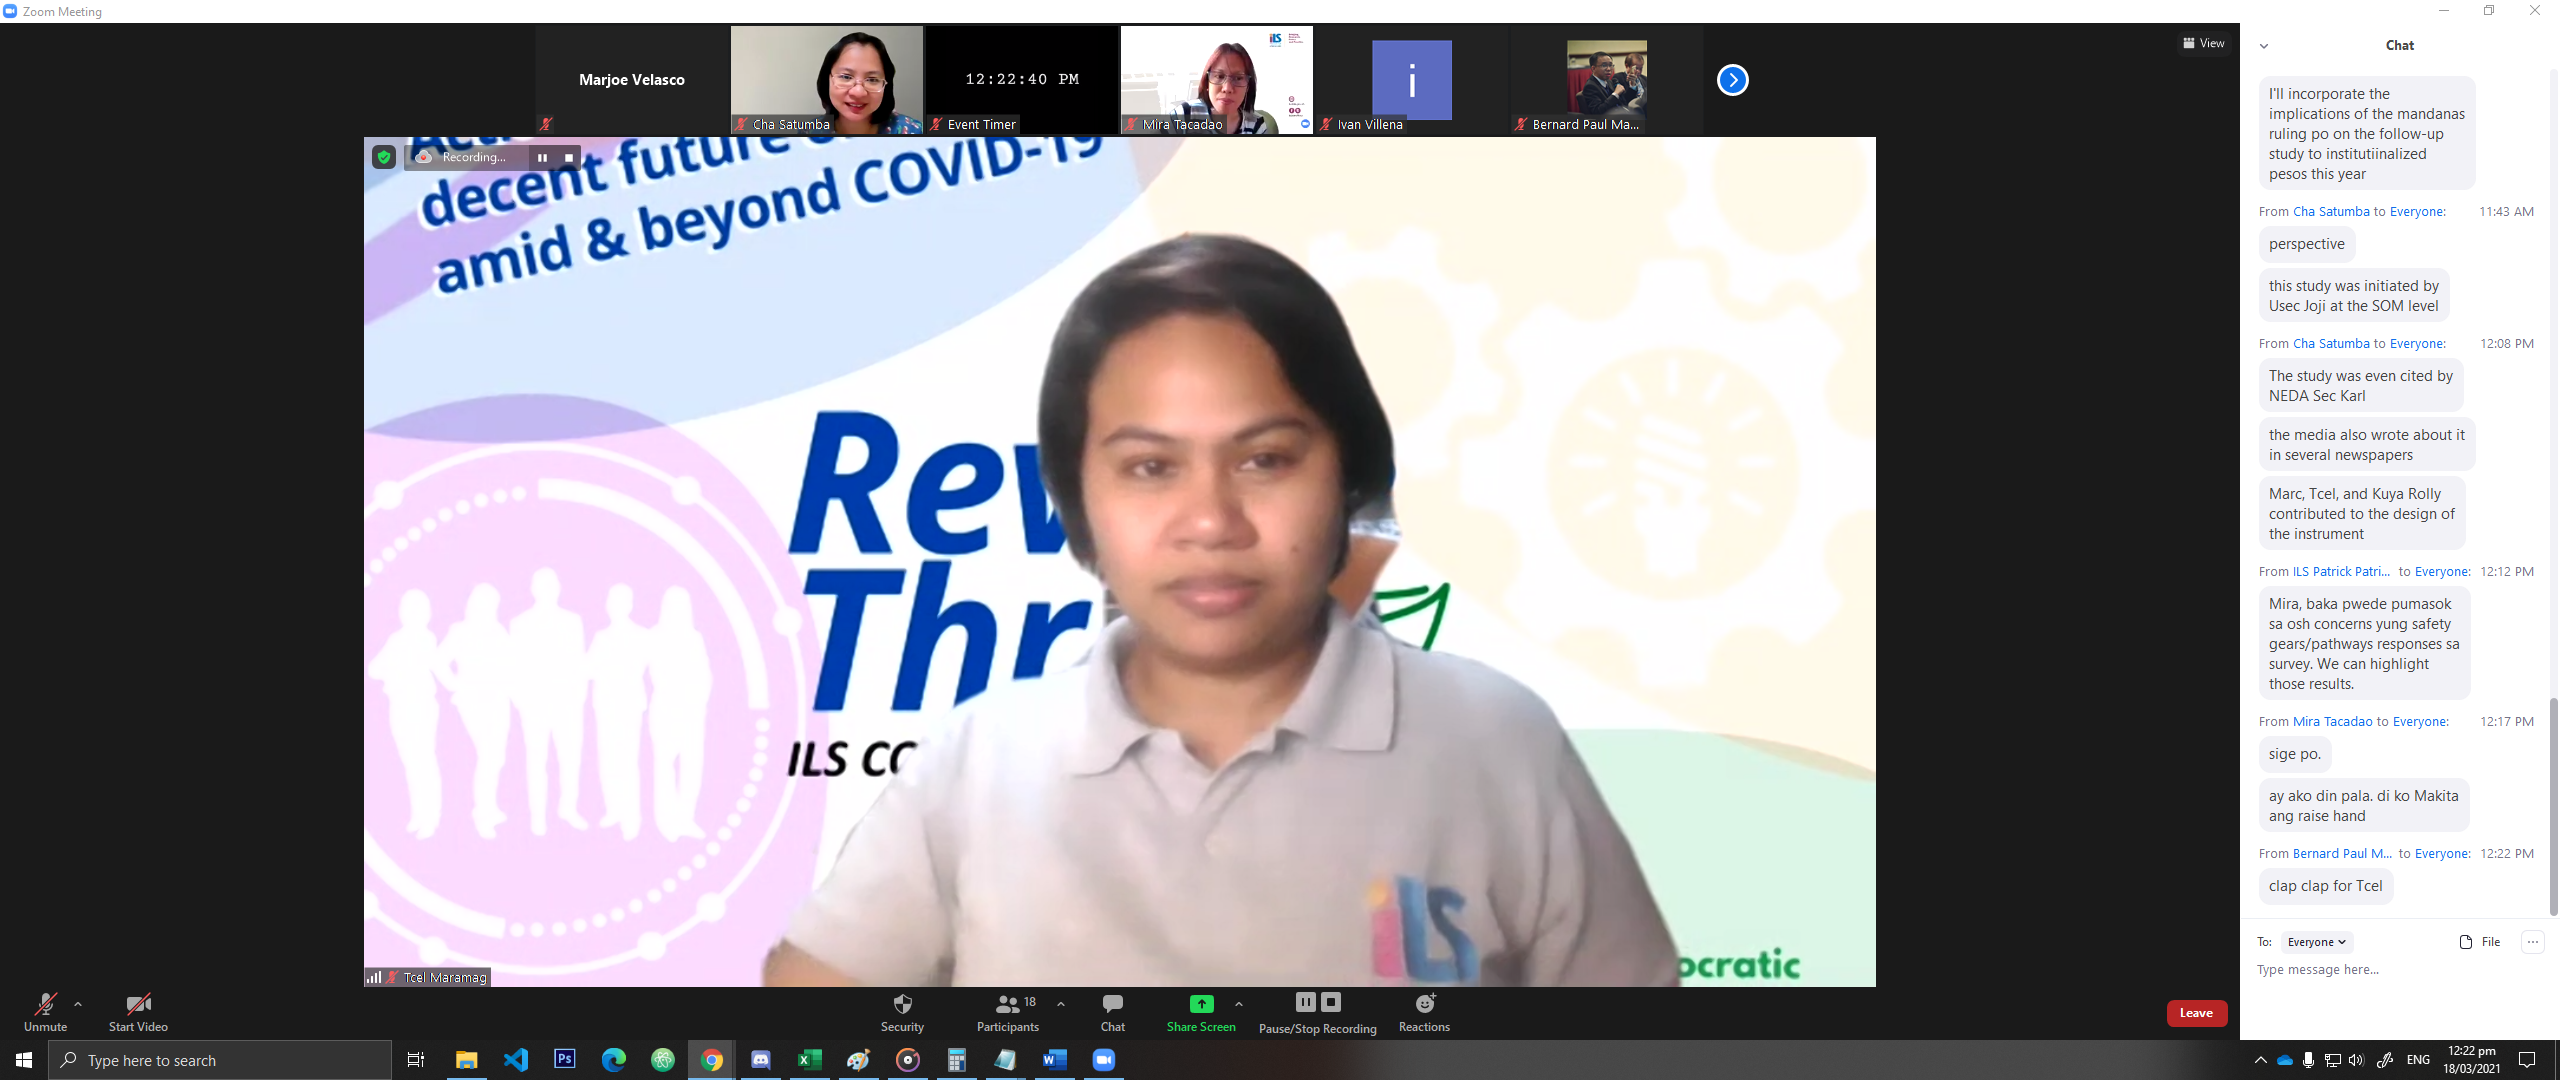 Zoom Meeting
View
Marjoe Velasco
Cha Satumba
12:22:40 PM
Event Timer
iLS
Mira Tacadao
i
Ivan Villena
Bernard Paul Ma...
Recording...
decent future
amid & beyond COVID-19
Rev
Thr
ILS CO
iLS
ocratic
Tcel Maramag
Chat
I'll incorporate the
implications of the mandanas
ruling po on the follow-up
study to institutiinalized
pesos this year
From Cha Satumba to Everyone: 11:43 AM
perspective
this study was initiated by
Usec Joji at the SOM level
From Cha Satumba to Everyone: 12:08 PM
The study was even cited by
NEDA Sec Karl
the media also wrote about it
in several newspapers
Marc, Tcel, and Kuya Rolly
contributed to the design of
the instrument
From ILS Patrick Patri... to Everyone: 12:12 PM
Mira, baka pwede pumasok
sa osh concerns yung safety
gears/pathways responses sa
survey. We can highlight
those results.
From Mira Tacadao to Everyone: 12:17 PM
sige po.
ay ako din pala. di ko Makita
ang raise hand
From Bernard Paul M... to Everyone: 12:22 PM
clap clap for Tcel
To: Everyone
File
Type message here...
Unmute
Start Video
Security
Participants
18
Chat
Share Screen
Pause/Stop Recording
Reactions
Leave
Type here to search
Ps
ENG
12:22 pm
18/03/2021